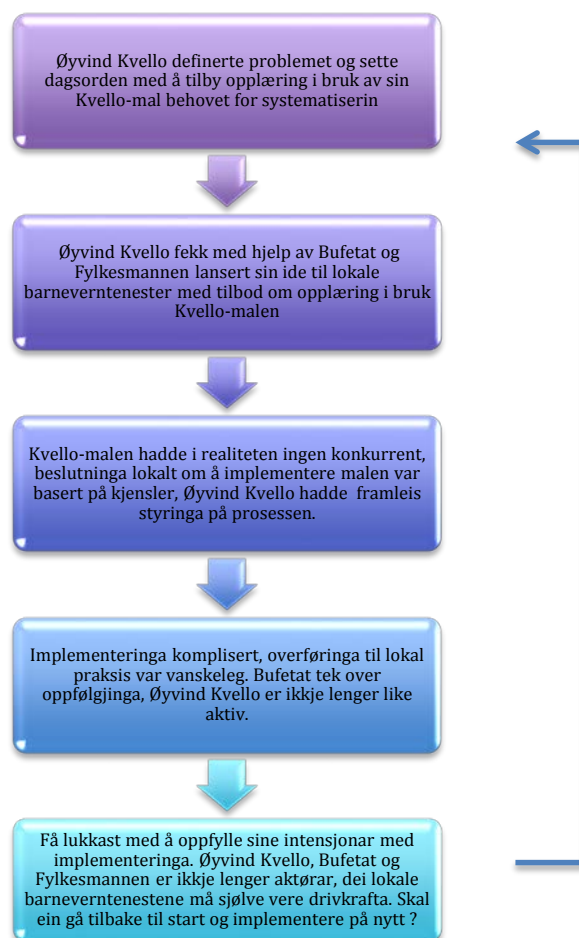 Øyvind Kvello definerte problemet og sette
dagsorden med å tilby opplæring i bruk av sin
Kvello-mal behovet for systematiserin
Øyvind Kvello fekk med hjelp av Bufetat og
Fylkesmannen lansert sin ide til lokale
barneverntenester med tilbod om opplæring i bruk
Kvello-malen
Kvello-malen hadde i realiteten ingen konkurrent,
beslutninga lokalt om å implementere malen var
basert på kjensler, Øyvind Kvello hadde framleis
styringa på prosessen.
Implementeringa komplisert, overføringa til lokal
praksis var vanskeleg. Bufetat tek over
oppfølgjinga, Øyvind Kvello er ikkje lenger like
aktiv.
Få lukkast med å oppfylle sine intensjonar med
implementeringa. Øyvind Kvello, Bufetat og
Fylkesmannen er ikkje lenger aktørar, dei lokale
barneverntenestene må sjølve vere drivkrafta. Skal
ein gå tilbake til start og implementere på nytt ?